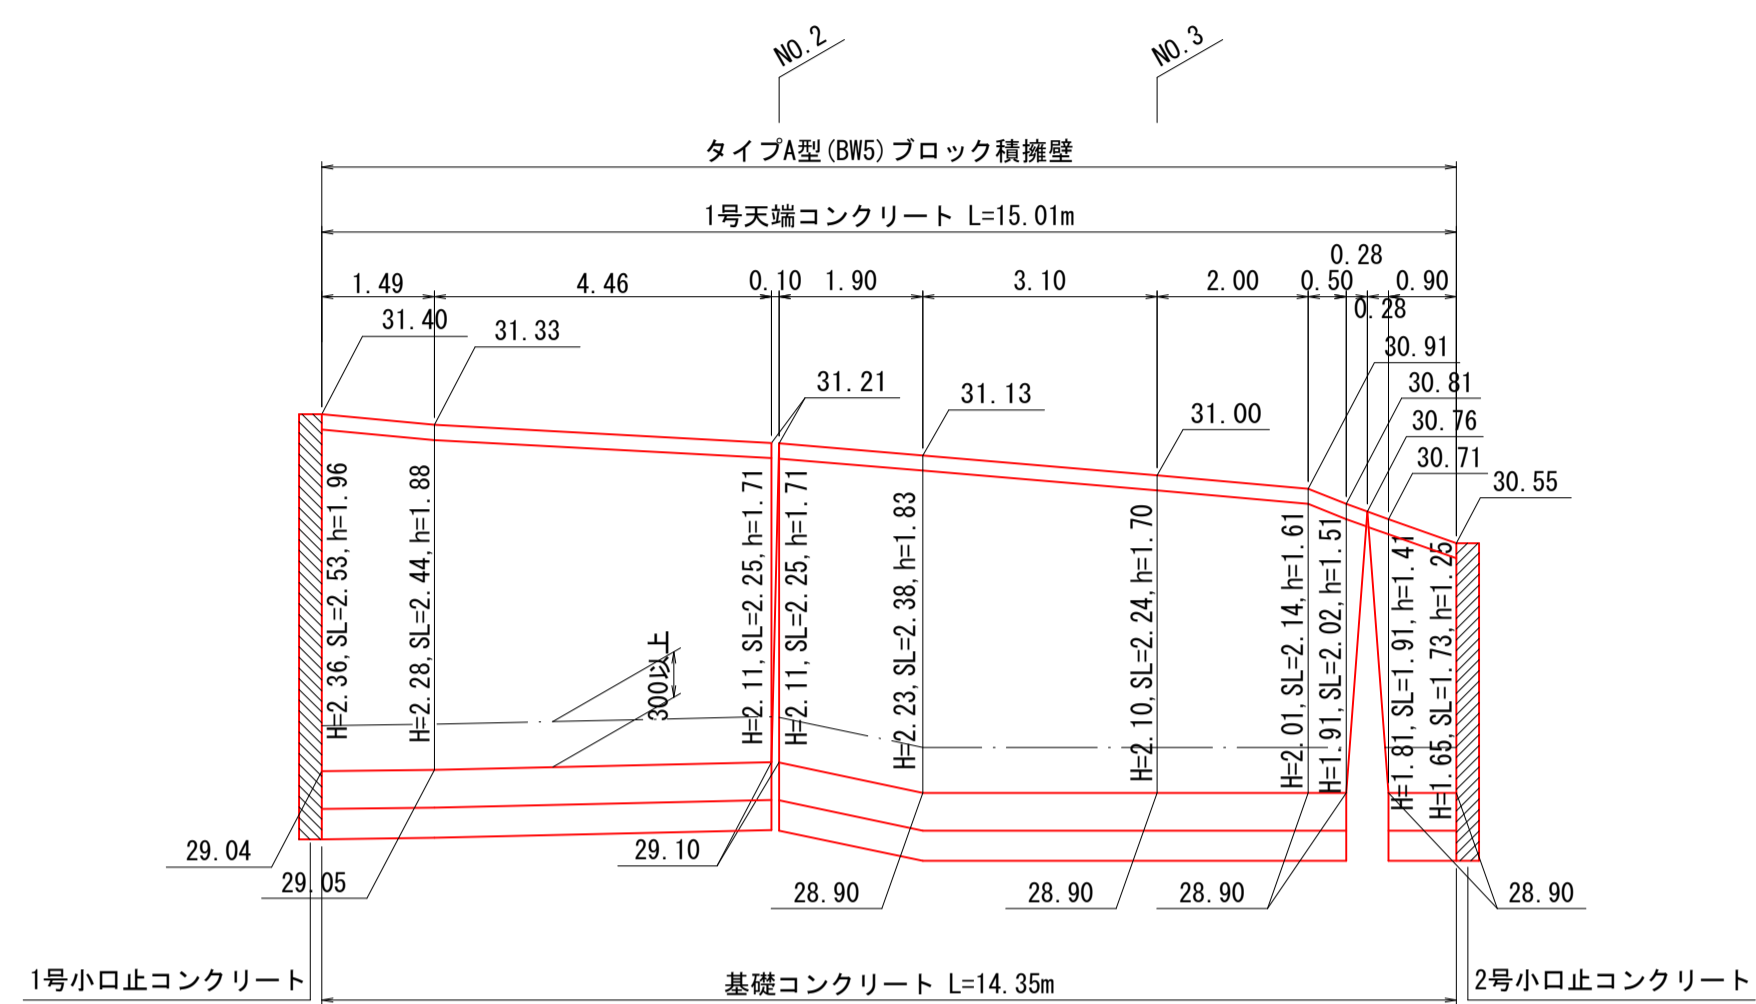 NO.2
NO.3
タイプA型(BW5)ブロック積擁壁
1号天端コンクリート L=15.01m
0.28
1.49
4.46
0.10
1.90
3.10
2.00
0.50
0.90
0.28
31.40
31.33
31.21
31.13
31.00
30.91
30.81
30.76
30.71
30.55
H=2.36,SL=2.53,h=1.96
H=2.28,SL=2.44,h=1.88
300以上
H=2.11,SL=2.25,h=1.71
H=2.11,SL=2.25,h=1.71
H=2.23,SL=2.38,h=1.83
H=2.10,SL=2.24,h=1.70
H=2.01,SL=2.14,h=1.61
H=1.91,SL=2.02,h=1.51
H=1.81,SL=1.91,h=1.41
H=1.65,SL=1.73,h=1.25
29.04
29.05
29.10
28.90
28.90
28.90
28.90
1号小口止コンクリート
基礎コンクリート L=14.35m
2号小口止コンクリート